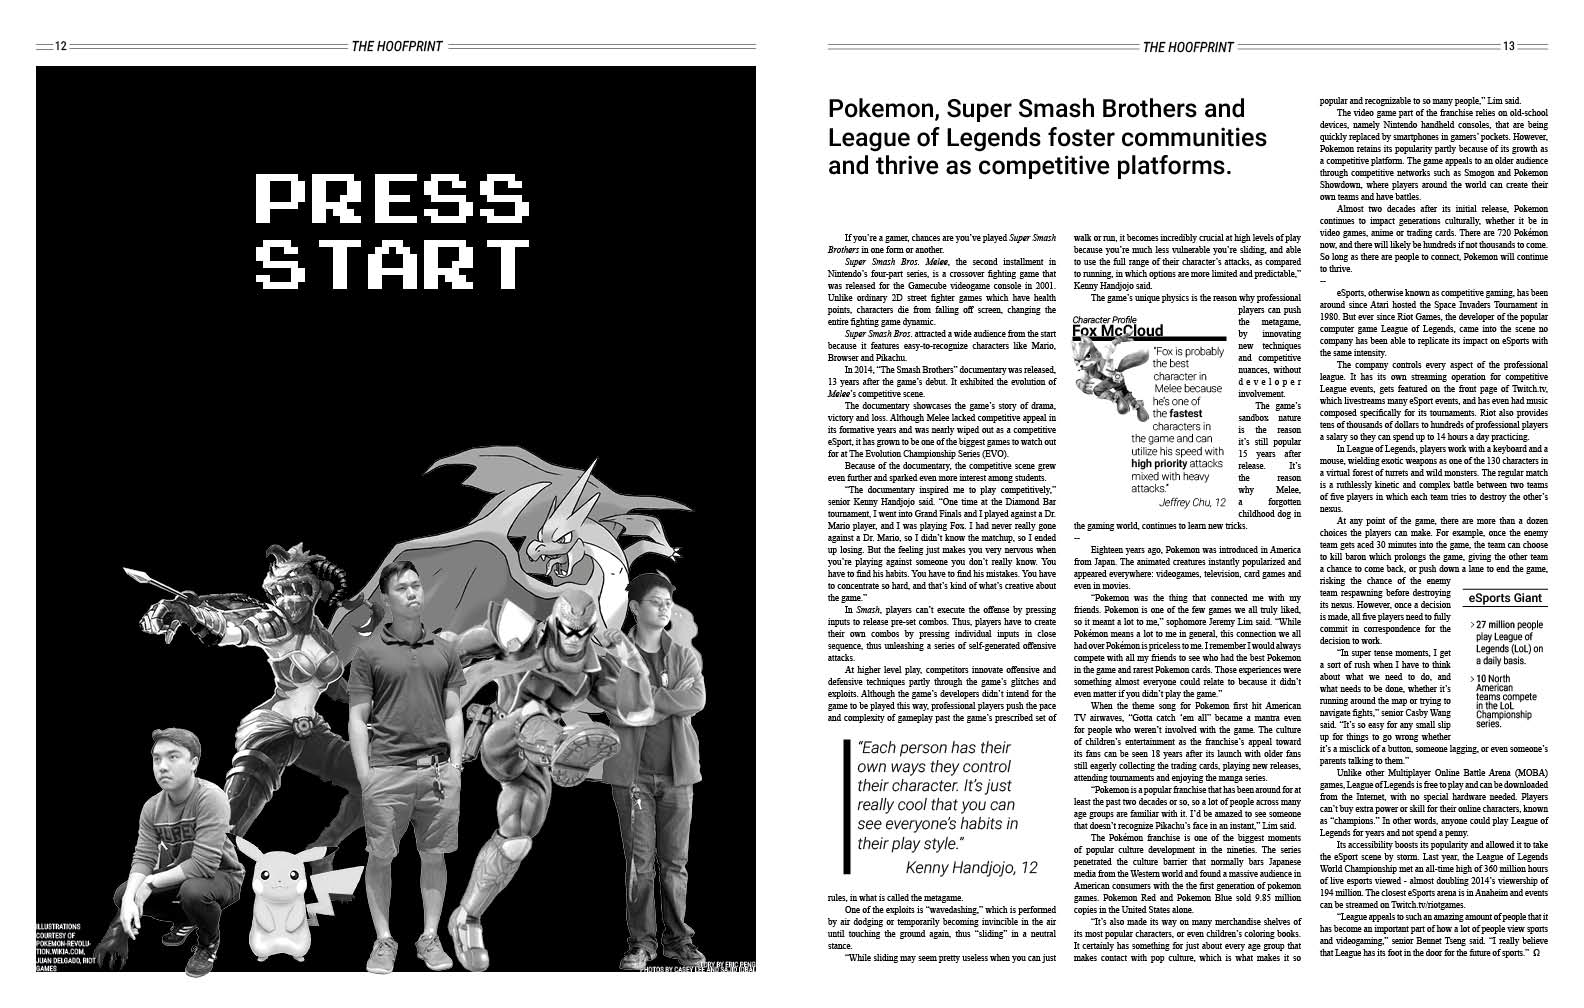 12
THE HOOFPRINT
PRESS
START
ILLUSTRATIONS
COURTESY OF
POKEMON-REVOLU-
TION.WIKIA.COM,
JUAN DELGADO, RIOT
GAMES
STORY BY ERIC PENG
PHOTOS BY CASEY LEE AND SAJID IQBAL
THE HOOFPRINT
13
Pokemon, Super Smash Brothers and
League of Legends foster communities
and thrive as competitive platforms.
If you're a gamer, chances are you've played Super Smash
Brothers in one form or another.
Super Smash Bros. Melee, the second installment in
Nintendo's four-part series, is a crossover fighting game that
was released for the Gamecube videogame console in 2001.
Unlike ordinary 2D street fighter games which have health
points, characters die from falling off screen, changing the
entire fighting game dynamic.
Super Smash Bros. attracted a wide audience from the start
because it features easy-to-recognize characters like Mario,
Browser and Pikachu.
In 2014, "The Smash Brothers" documentary was released,
13 years after the game's debut. It exhibited the evolution of
Melee's competitive scene.
The documentary showcases the game's story of drama,
victory and loss. Although Melee lacked competitive appeal in
its formative years and was nearly wiped out as a competitive
eSport, it has grown to be one of the biggest games to watch out
for at The Evolution Championship Series (EVO).
Because of the documentary, the competitive scene grew
even further and sparked even more interest among students.
"The documentary inspired me to play competitively,"
senior Kenny Handjojo said. "One time at the Diamond Bar
tournament, I went into Grand Finals and I played against a Dr.
Mario player, and I was playing Fox. I had never really gone
against a Dr. Mario, so I didn't know the matchup, so I ended
up losing. But the feeling just makes you very nervous when
you're playing against someone you don't really know. You
have to find his habits. You have to find his mistakes. You have
to concentrate so hard, and that's kind of what's creative about
the game."
In Smash, players can't execute the offense by pressing
inputs to release pre-set combos. Thus, players have to create
their own combos by pressing individual inputs in close
sequence, thus unleashing a series of self-generated offensive
attacks.
At higher level play, competitors innovate offensive and
defensive techniques partly through the game's glitches and
exploits. Although the game's developers didn't intend for the
game to be played this way, professional players push the pace
and complexity of gameplay past the game's prescribed set of
"Each person has their
own ways they control
their character. It's just
really cool that you can
see everyone's habits in
their play style."
Kenny Handjojo, 12
rules, in what is called the metagame.
One of the exploits is "wavedashing," which is performed
by air dodging or temporarily becoming invincible in the air
until touching the ground again, thus "sliding" in a neutral
stance.
"While sliding may seem pretty useless when you can just
walk or run, it becomes incredibly crucial at high levels of play
because you're much less vulnerable you're sliding, and able
to use the full range of their character's attacks, as compared
to running, in which options are more limited and predictable,"
Kenny Handjojo said.
The game's unique physics is the reason why professional
players can push
the metagame,
by innovating
new techniques
and competitive
nuances, without
developer
involvement.
The game's
sandbox nature
is the reason
it's still popular
15 years after
release. It's
the reason
why Melee,
a forgotten
childhood dog in
the gaming world, continues to learn new tricks.
Character Profile
Fox McCloud
"Fox is probably
the best
character in
Melee because
he's one of
the fastest
characters in
the game and can
utilize his speed with
high priority attacks
mixed with heavy
attacks."
Jeffrey Chu, 12
--
Eighteen years ago, Pokemon was introduced in America
from Japan. The animated creatures instantly popularized and
appeared everywhere: videogames, television, card games and
even in movies.
"Pokemon was the thing that connected me with my
friends. Pokemon is one of the few games we all truly liked,
so it meant a lot to me," sophomore Jeremy Lim said. "While
Pokémon means a lot to me in general, this connection we all
had over Pokémon is priceless to me. I remember I would always
compete with all my friends to see who had the best Pokemon
in the game and rarest Pokemon cards. Those experiences were
something almost everyone could relate to because it didn't
even matter if you didn't play the game."
When the theme song for Pokemon first hit American
TV airwaves, "Gotta catch 'em all" became a mantra even
for people who weren't involved with the game. The culture
of children's entertainment as the franchise's appeal toward
its fans can be seen 18 years after its launch with older fans
still eagerly collecting the trading cards, playing new releases,
attending tournaments and enjoying the manga series.
"Pokemon is a popular franchise that has been around for at
least the past two decades or so, so a lot of people across many
age groups are familiar with it. I'd be amazed to see someone
that doesn't recognize Pikachu's face in an instant," Lim said.
The Pokémon franchise is one of the biggest moments
of popular culture development in the nineties. The series
penetrated the culture barrier that normally bars Japanese
media from the Western world and found a massive audience in
American consumers with the the first generation of pokemon
games. Pokemon Red and Pokemon Blue sold 9.85 million
copies in the United States alone.
"It's also made its way on many merchandise shelves of
its most popular characters, or even children's coloring books.
It certainly has something for just about every age group that
makes contact with pop culture, which is what makes it so
popular and recognizable to so many people," Lim said.
The video game part of the franchise relies on old-school
devices, namely Nintendo handheld consoles, that are being
quickly replaced by smartphones in gamers' pockets. However,
Pokemon retains its popularity partly because of its growth as
a competitive platform. The game appeals to an older audience
through competitive networks such as Smogon and Pokemon
Showdown, where players around the world can create their
own teams and have battles.
Almost two decades after its initial release, Pokemon
continues to impact generations culturally, whether it be in
video games, anime or trading cards. There are 720 Pokémon
now, and there will likely be hundreds if not thousands to come.
So long as there are people to connect, Pokemon will continue
to thrive.
--
eSports, otherwise known as competitive gaming, has been
around since Atari hosted the Space Invaders Tournament in
1980. But ever since Riot Games, the developer of the popular
computer game League of Legends, came into the scene no
company has been able to replicate its impact on eSports with
the same intensity.
The company controls every aspect of the professional
league. It has its own streaming operation for competitive
League events, gets featured on the front page of Twitch.tv,
which livestreams many eSport events, and has even had music
composed specifically for its tournaments. Riot also provides
tens of thousands of dollars to hundreds of professional players
a salary so they can spend up to 14 hours a day practicing.
In League of Legends, players work with a keyboard and a
mouse, wielding exotic weapons as one of the 130 characters in
a virtual forest of turrets and wild monsters. The regular match
is a ruthlessly kinetic and complex battle between two teams
of five players in which each team tries to destroy the other's
nexus.
At any point of the game, there are more than a dozen
choices the players can make. For example, once the enemy
team gets aced 30 minutes into the game, the team can choose
to kill baron which prolongs the game, giving the other team
a chance to come back, or push down a lane to end the game,
risking the chance of the enemy
team respawning before destroying
its nexus. However, once a decision
is made, all five players need to fully
commit in correspondence for the
decision to work.
"In super tense moments, I get
a sort of rush when I have to think
about what we need to do, and
what needs to be done, whether it's
running around the map or trying to
navigate fights," senior Casby Wang
said. "It's so easy for any small slip
up for things to go wrong whether
it's a misclick of a button, someone lagging, or even someone's
parents talking to them."
eSports Giant
> 27 million people
play League of
Legends (LoL) on
a daily basis.
> 10 North
American
teams compete
in the LoL
Championship
series.
Unlike other Multiplayer Online Battle Arena (MOBA)
games, League of Legends is free to play and can be downloaded
from the Internet, with no special hardware needed. Players
can't buy extra power or skill for their online characters, known
as "champions." In other words, anyone could play League of
Legends for years and not spend a penny.
Its accessibility boosts its popularity and allowed it to take
the eSport scene by storm. Last year, the League of Legends
World Championship met an all-time high of 360 million hours
of live esports viewed - almost doubling 2014's viewership of
194 million. The closest eSports arena is in Anaheim and events
can be streamed on Twitch.tv/riotgames.
"League appeals to such an amazing amount of people that it
has become an important part of how a lot of people view sports
and videogaming," senior Bennet Tseng said. "I really believe
that League has its foot in the door for the future of sports." Ω